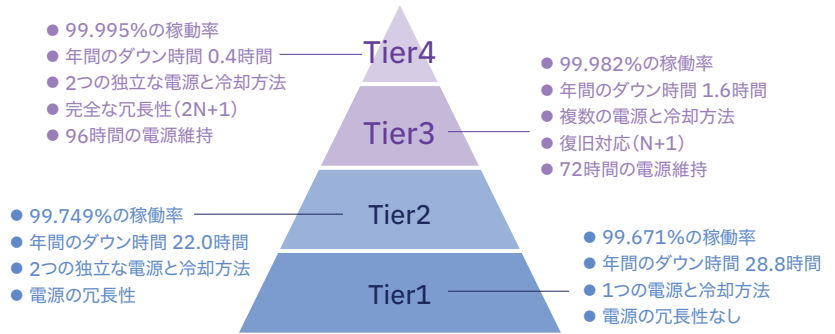 ● 99.995%の稼働率
● 年間のダウン時間 0.4時間
● 2つの独立な電源と冷却方法
● 完全な冗長性(2N+1)
● 96時間の電源維持
Tier4
● 99.982%の稼働率
● 年間のダウン時間 1.6時間
● 複数の電源と冷却方法
● 復旧対応(N+1)
● 72時間の電源維持
Tier3
● 99.749%の稼働率
● 年間のダウン時間 22.0時間
● 2つの独立な電源と冷却方法
● 電源の冗長性
Tier2
● 99.671%の稼働率
● 年間のダウン時間 28.8時間
● 1つの電源と冷却方法
● 電源の冗長性なし
Tier1